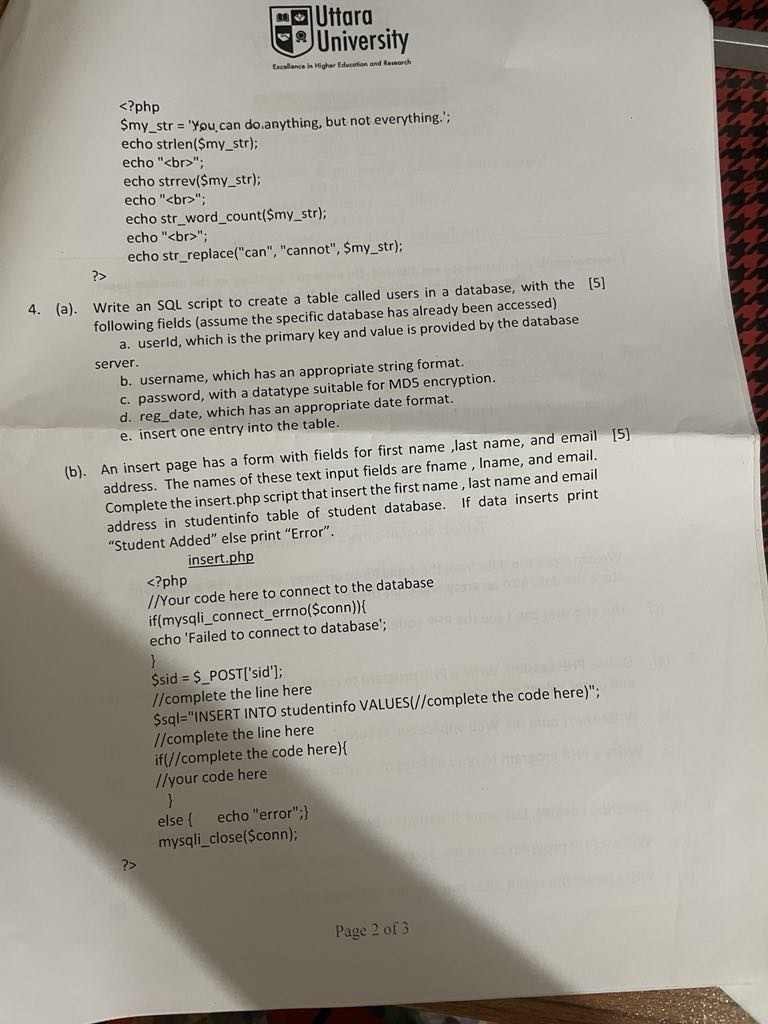 Uttara
University
Excellence in Higher Education and Research
<?php
$my_str = 'You can do anything, but not everything.';
echo strlen($my_str);
echo "<br>";
echo strrev($my_str);
echo "<br>";
echo str_word_count($my_str);
echo "<br>";
echo str_replace("can", "cannot", $my_str);
?>
4. (a). Write an SQL script to create a table called users in a database, with the [5]
following fields (assume the specific database has already been accessed)
a. userId, which is the primary key and value is provided by the database
server.
b. username, which has an appropriate string format.
c. password, with a datatype suitable for MD5 encryption.
d. reg_date, which has an appropriate date format.
e. insert one entry into the table.
(b). An insert page has a form with fields for first name ,last name, and email [5]
address. The names of these text input fields are fname , lname, and email.
Complete the insert.php script that insert the first name , last name and email
address in studentinfo table of student database. If data inserts print
“Student Added” else print “Error”.
insert.php
<?php
//Your code here to connect to the database
if(mysqli_connect_errno($conn)){
echo 'Failed to connect to database';
}
$sid = $_POST['sid'];
//complete the line here
$sql="INSERT INTO studentinfo VALUES(//complete the code here)";
//complete the line here
if(//complete the code here){
//your code here
}
else { echo "error";}
mysqli_close($conn);
?>
Page 2 of 3